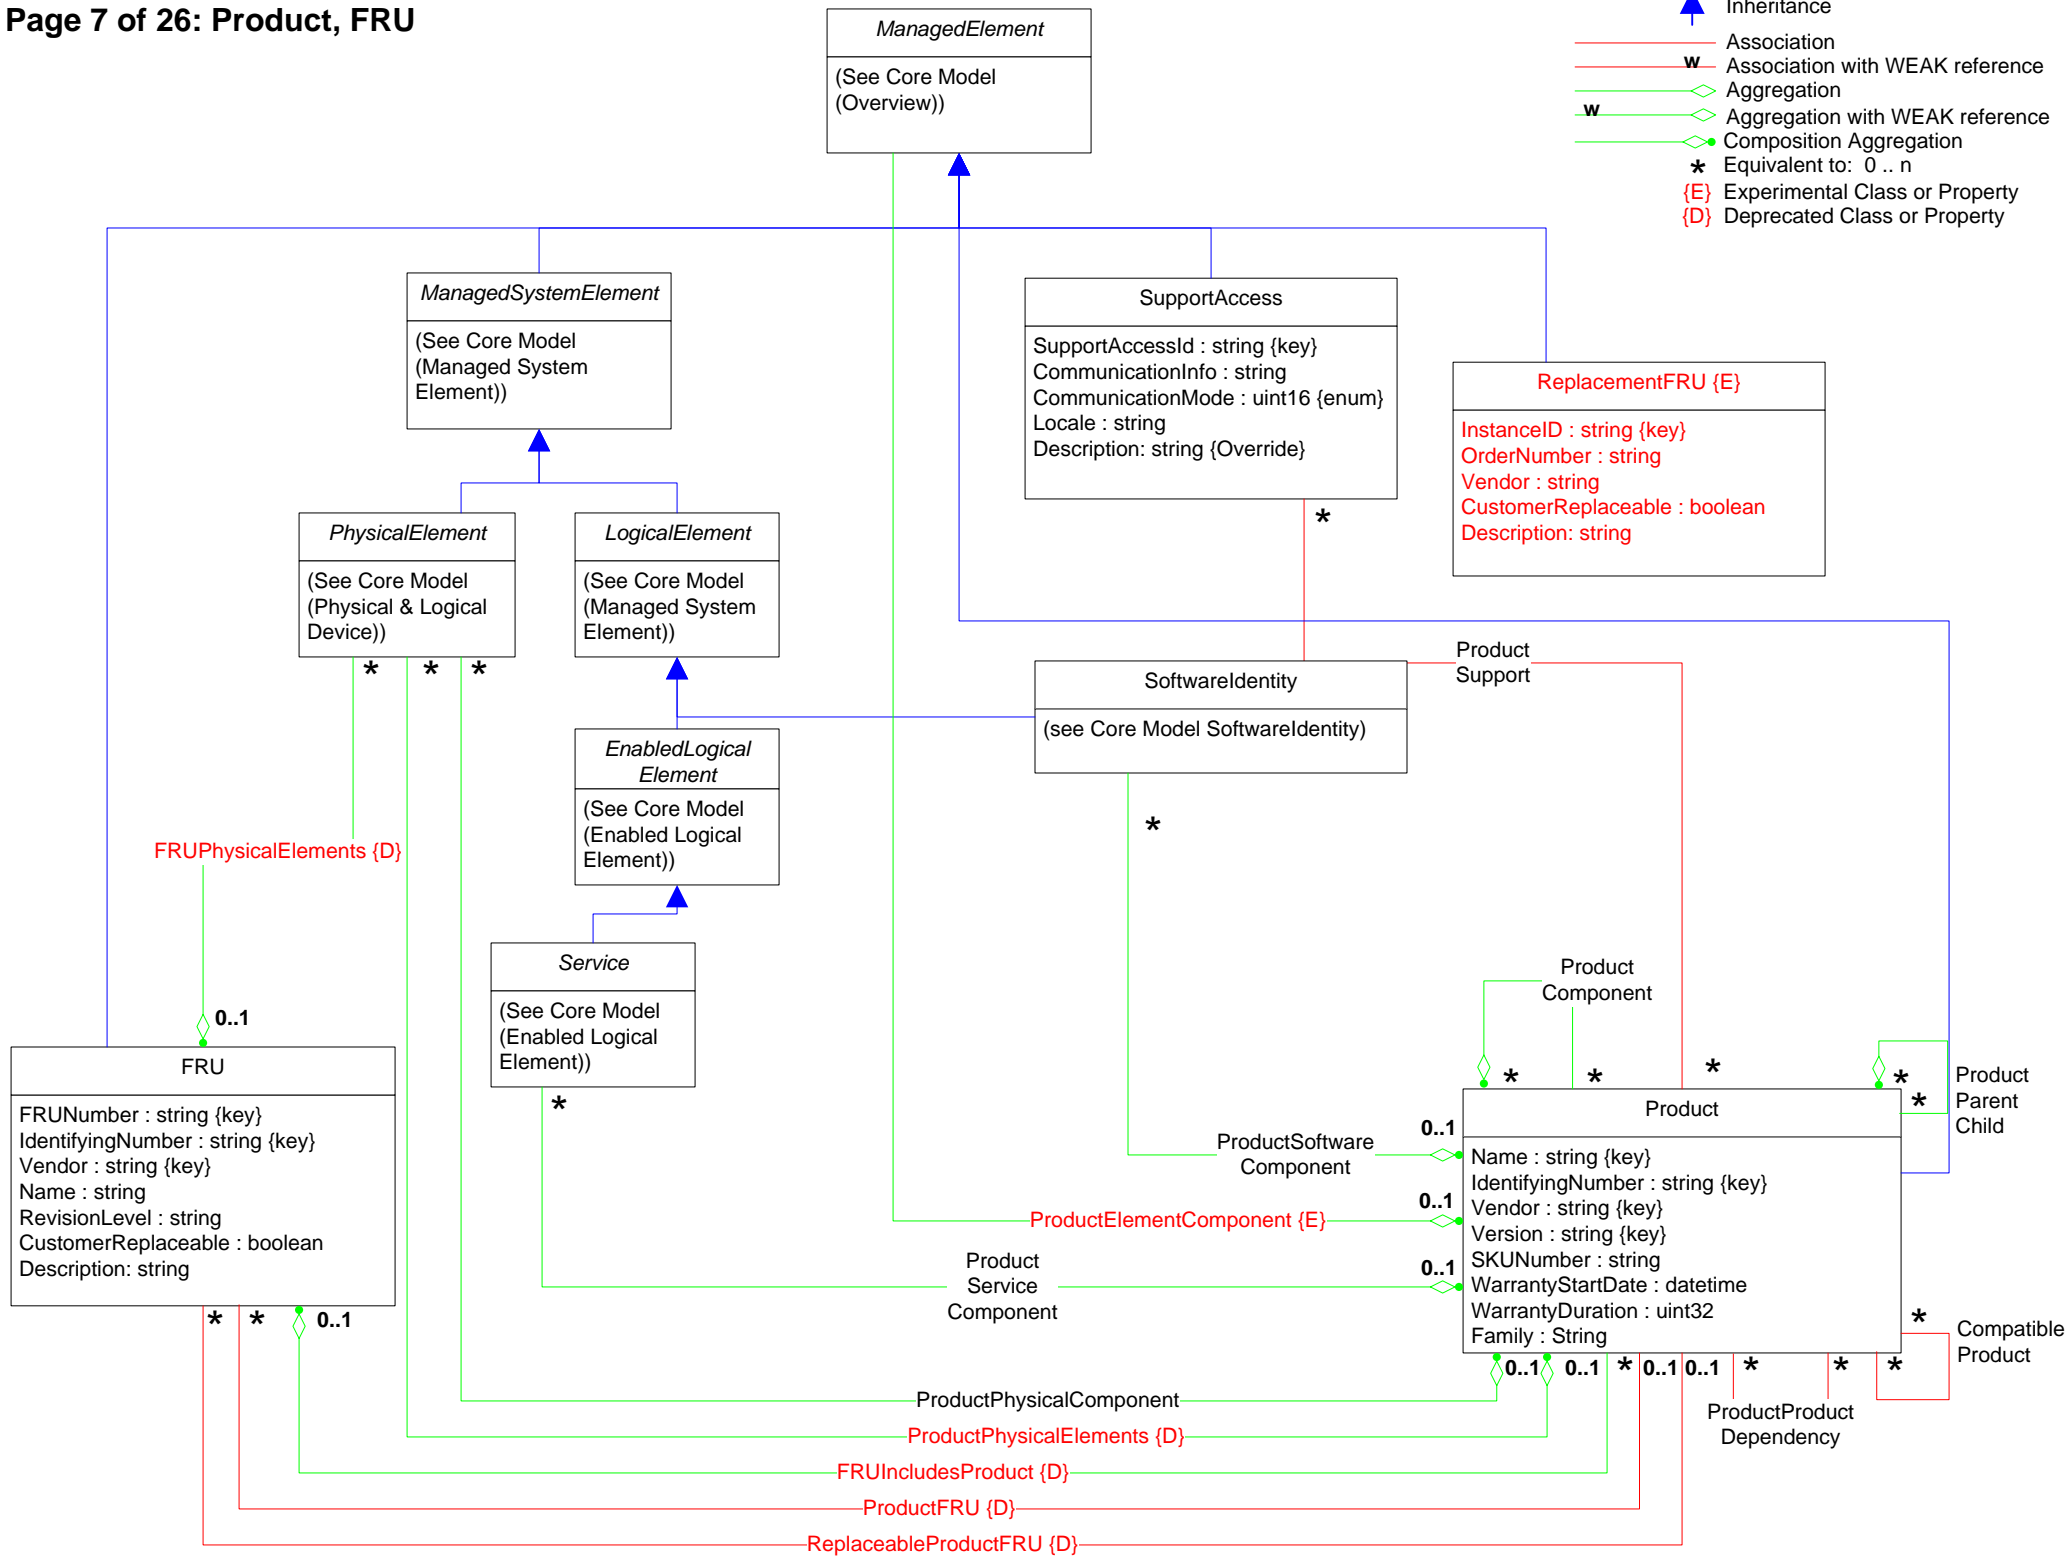 Page 7 of 26: Product, FRU
Inheritance
Association
w
Association with WEAK reference
Aggregation
w
Aggregation with WEAK reference
Composition Aggregation
* Equivalent to: 0 .. n
{E} Experimental Class or Property
{D} Deprecated Class or Property
ManagedElement
(See Core Model
(Overview))
ManagedSystemElement
(See Core Model
(Managed System
Element))
SupportAccess
SupportAccessId : string {key}
CommunicationInfo : string
CommunicationMode : uint16 {enum}
Locale : string
Description: string {Override}
*
ReplacementFRU {E}
InstanceID : string {key}
OrderNumber : string
Vendor : string
CustomerReplaceable : boolean
Description: string
PhysicalElement
(See Core Model
(Physical & Logical
Device))
* * *
LogicalElement
(See Core Model
(Managed System
Element))
Product
Support
SoftwareIdentity
(see Core Model SoftwareIdentity)
*
EnabledLogical
Element
(See Core Model
(Enabled Logical
Element))
FRUPhysicalElements {D}
0..1
Service
(See Core Model
(Enabled Logical
Element))
*
FRU
FRUNumber : string {key}
IdentifyingNumber : string {key}
Vendor : string {key}
Name : string
RevisionLevel : string
CustomerReplaceable : boolean
Description: string
* * 0..1
Product
Component
* * *
*
*
Product
Parent
Child
Product
Name : string {key}
IdentifyingNumber : string {key}
Vendor : string {key}
Version : string {key}
SKUNumber : string
WarrantyStartDate : datetime
WarrantyDuration : uint32
Family : String
0..1
ProductSoftware
Component
0..1
ProductElementComponent {E}
0..1
Product
Service
Component
*
Compatible
Product
0..1 0..1 * 0..1 0..1 * * *
ProductPhysicalComponent
ProductProduct
Dependency
ProductPhysicalElements {D}
FRUIncludesProduct {D}
ProductFRU {D}
ReplaceableProductFRU {D}